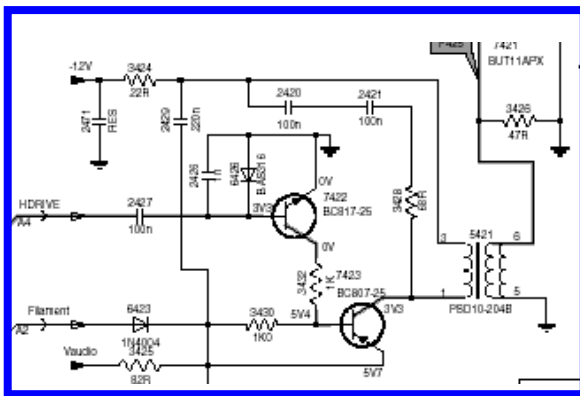 7421
BUT11APX
-12V
3424
22R
2420
100n
2421
100n
2471
RES
2429
220n
3426
47R
2426
1n
6426
BAS316
0V
3428
68R
HDRIVE
A4
2427
100n
3V3
7422
BC817-25
0V
3
5421
6
3432
1K
7423
BC807-25
3V3
1
5
PSD10-204B
Filament
A2
6423
1N4004
3430
1K0
5V4
Vaudio
3425
82R
5V7